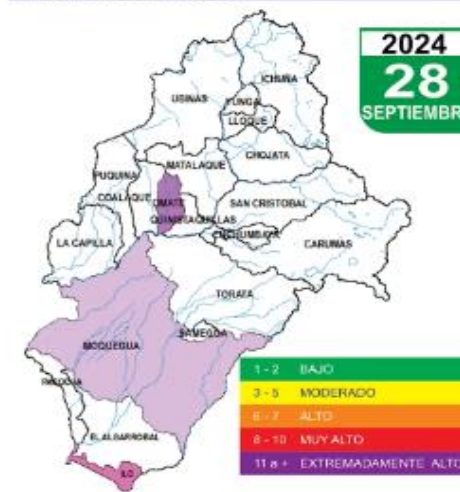 2024
28
SEPTIEMBR
ICHUÑA
UBINAS
YUNGA
LLOQUE
CHOJATA
MATALAQUE
PUQUINA
COALAQUE
OMATE
QUINISTAQUILLAS
SAN CRISTOBAL
CUCHUMBAYA
LA CAPILLA
CARUMAS
TORATA
SAMEGUA
MOQUEGUA
PACOCHA
EL ALGARROBAL
ILO
1 - 2 BAJO
3 - 5 MODERADO
6 - 7 ALTO
8 - 10 MUY ALTO
11 a + EXTREMADAMENTE ALTO